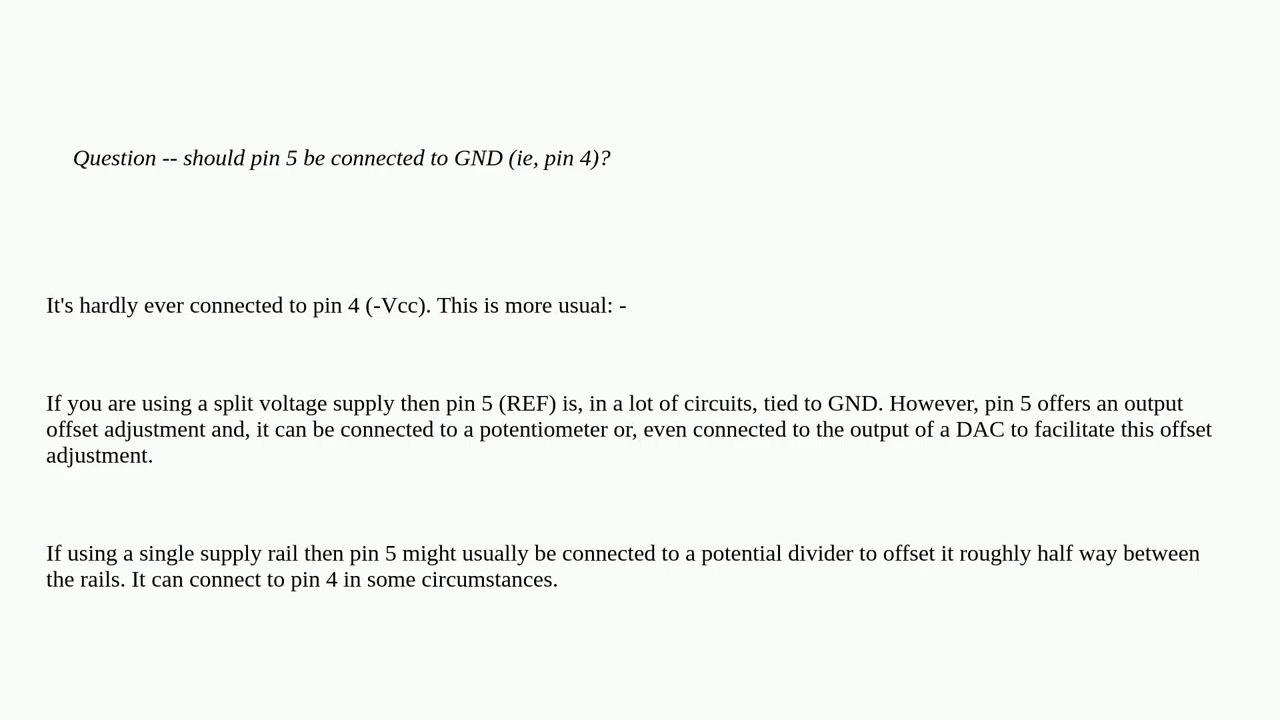 Question -- should pin 5 be connected to GND (ie, pin 4)?
It's hardly ever connected to pin 4 (-Vcc). This is more usual: -
If you are using a split voltage supply then pin 5 (REF) is, in a lot of circuits, tied to GND. However, pin 5 offers an output
offset adjustment and, it can be connected to a potentiometer or, even connected to the output of a DAC to facilitate this offset
adjustment.
If using a single supply rail then pin 5 might usually be connected to a potential divider to offset it roughly half way between
the rails. It can connect to pin 4 in some circumstances.